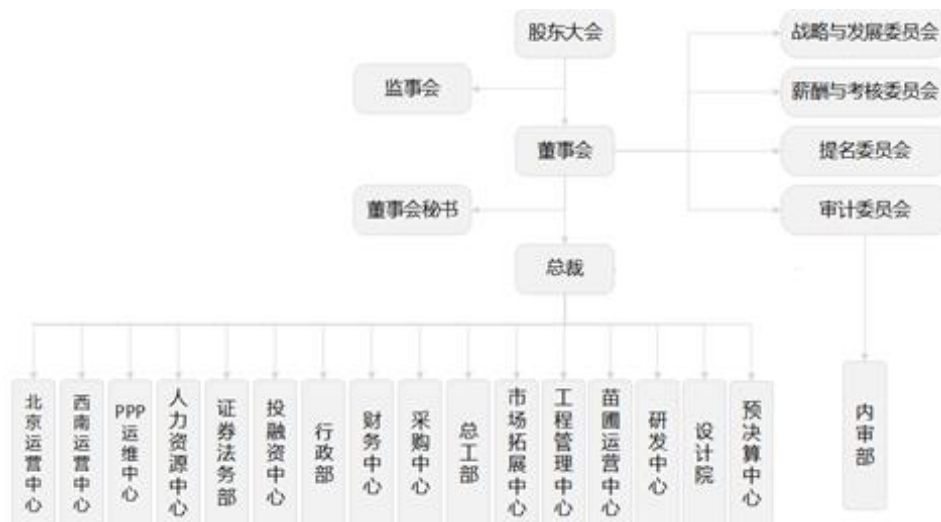 股东大会
战略与发展委员会
监事会
薪酬与考核委员会
董事会
提名委员会
董事会秘书
审计委员会
总裁
北京运营中心
西南运营中心
PPP运维中心
人力资源中心
证券法务部
投融资中心
行政部
财务中心
采购中心
总工部
市场拓展中心
工程管理中心
苗圃运营中心
研发中心
设计院
预决算中心
内审部